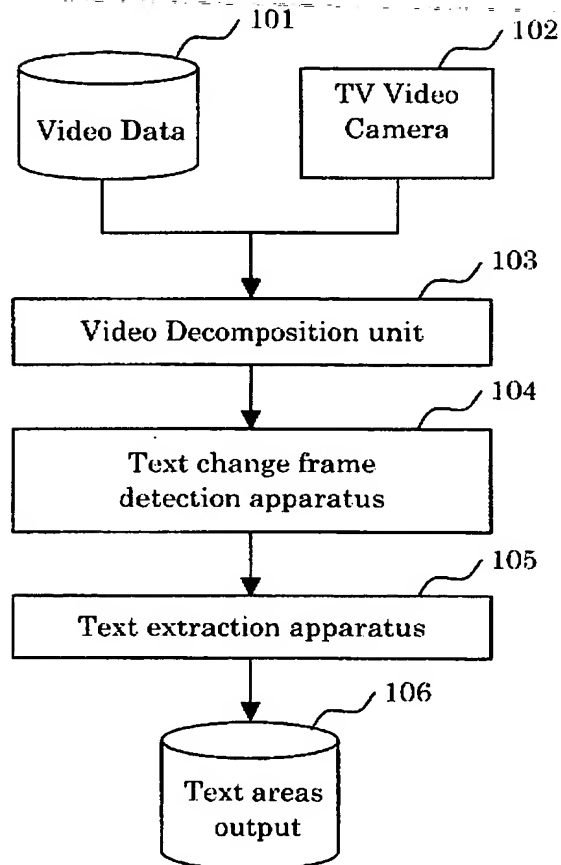 101
102
Video Data
TV Video
Camera
103
Video Decomposition unit
104
Text change frame
detection apparatus
105
Text extraction apparatus
106
Text areas
output